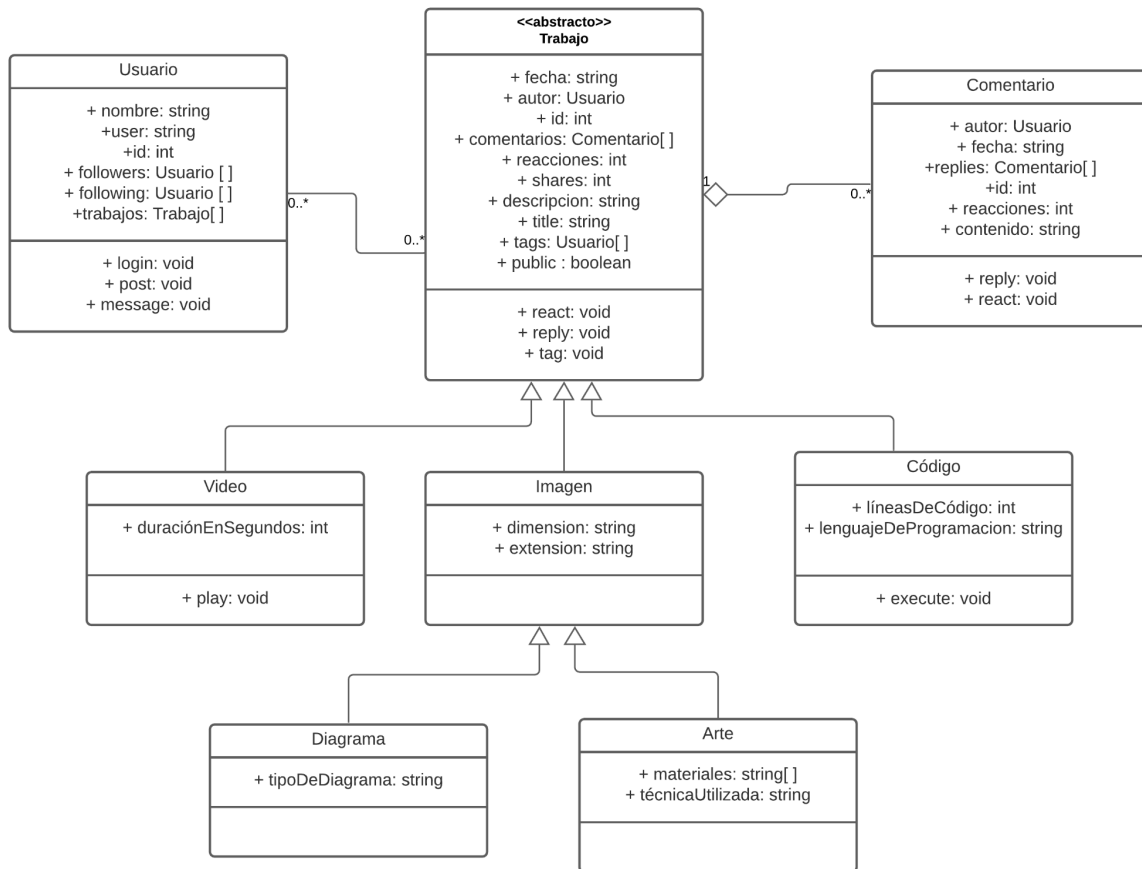 Usuario
+ nombre: string
+user: string
+id: int
+ followers: Usuario [ ]
+ following: Usuario [ ]
+trabajos: Trabajo[ ]
+ login: void
+ post: void
+ message: void
0..*
0..*
<<abstracto>>
Trabajo
+ fecha: string
+ autor: Usuario
+ id: int
+ comentarios: Comentario[ ]
+ reacciones: int
+ shares: int
+ descripcion: string
+ title: string
+ tags: Usuario[ ]
+ public : boolean
+ react: void
+ reply: void
+ tag: void
1
0..*
Comentario
+ autor: Usuario
+ fecha: string
+replies: Comentario[ ]
+id: int
+ reacciones: int
+ contenido: string
+ reply: void
+ react: void
Video
+ duraciónEnSegundos: int
+ play: void
Imagen
+ dimension: string
+ extension: string
Código
+ líneasDeCódigo: int
+ lenguajeDeProgramacion: string
+ execute: void
Diagrama
+ tipoDeDiagrama: string
Arte
+ materiales: string[ ]
+ técnicaUtilizada: string